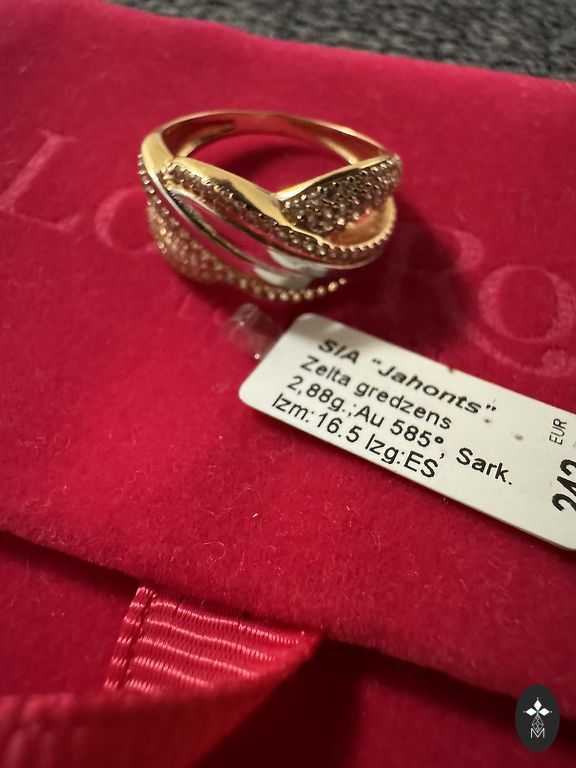 SIA "Jahonts"
Zelta gredzens
2,88g.;Au 585°, Sark.
Izm:16.5 Izg:ES
EUR